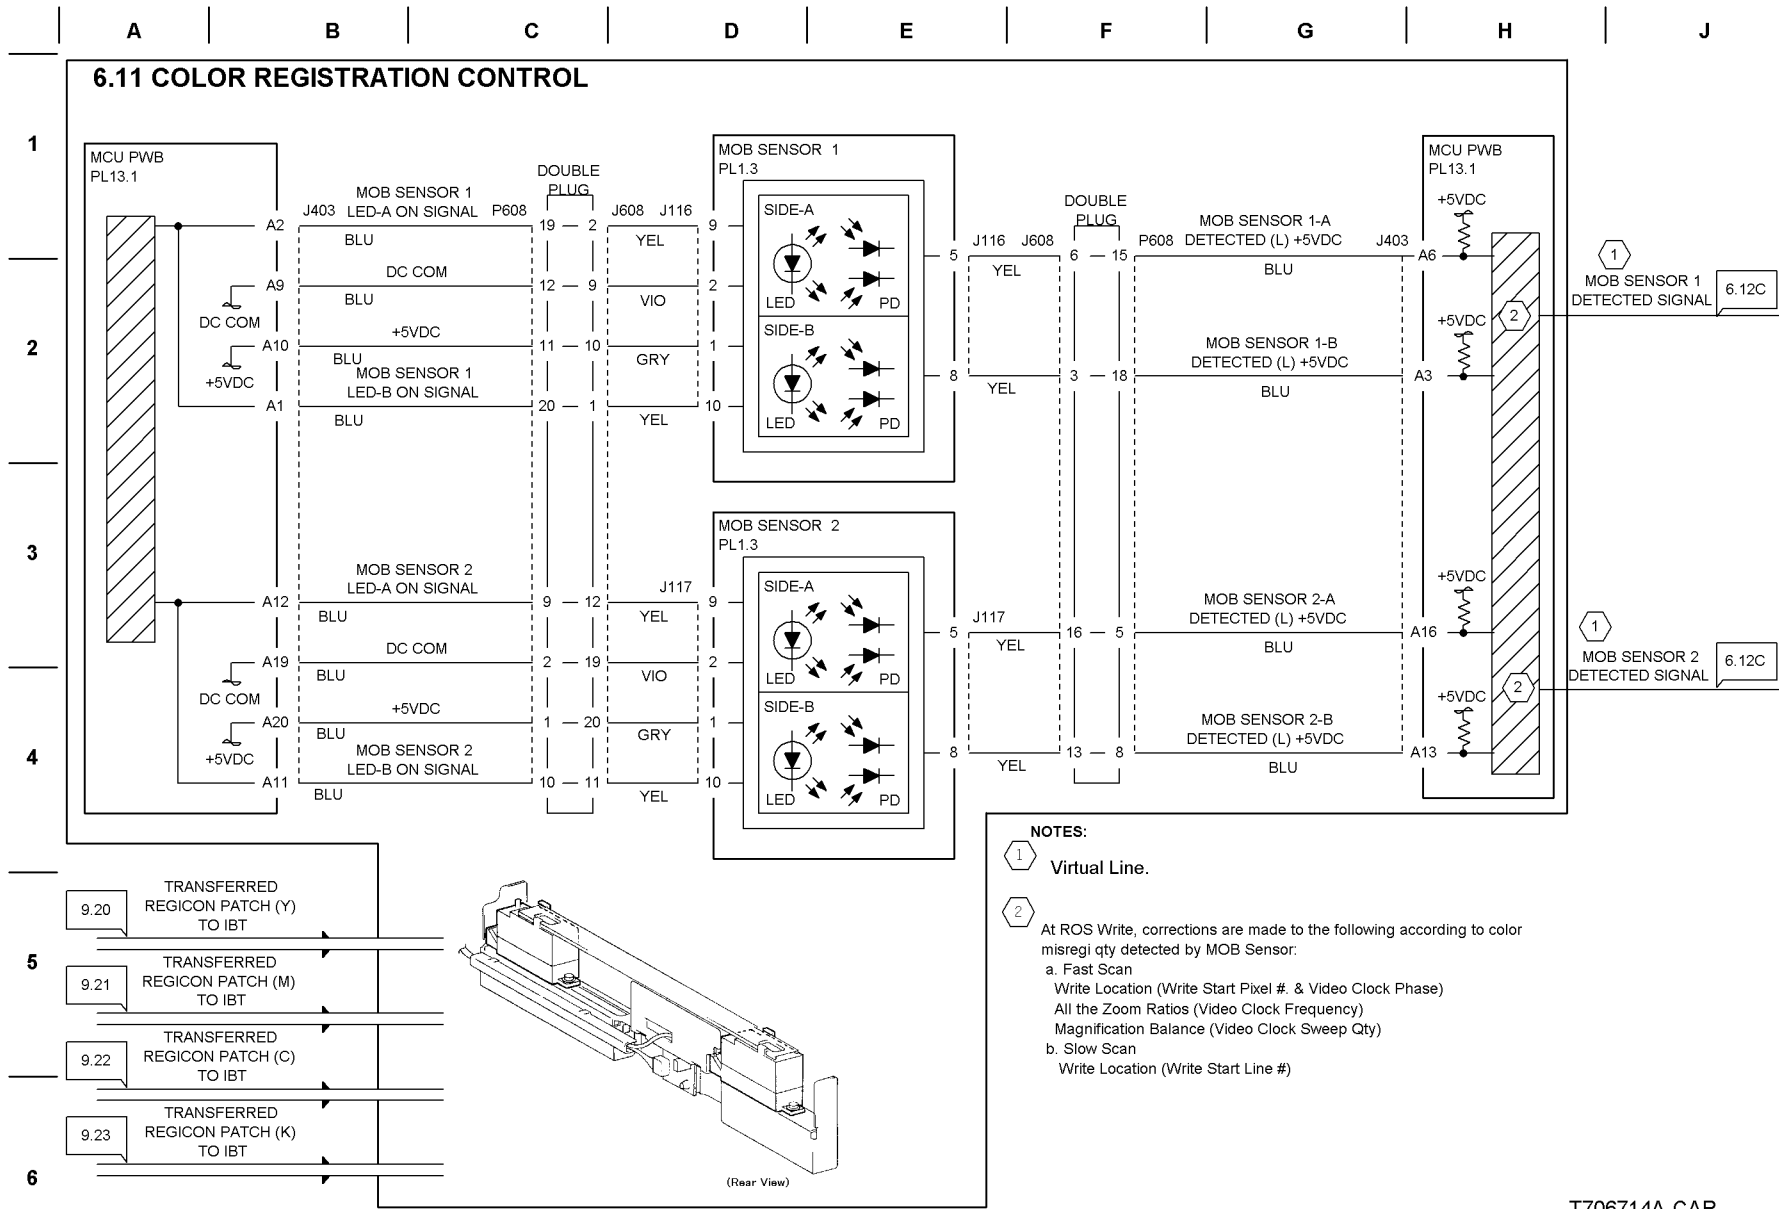 A B C D E F G H J
6.11 COLOR REGISTRATION CONTROL
1
2
3
4
5
6
MCU PWB
PL13.1
J403
MOB SENSOR 1
LED-A ON SIGNAL
P608
DOUBLE
PLUG
J608
J116
A2
BLU
19
2
YEL
9
A9
DC COM
DC COM
BLU
12
9
VIO
2
A10
+5VDC
+5VDC
BLU
11
10
GRY
1
MOB SENSOR 1
LED-B ON SIGNAL
A1
BLU
20
1
YEL
10
MOB SENSOR 1
PL1.3
SIDE-A
LED
PD
SIDE-B
LED
PD
5
J116
J608
DOUBLE
PLUG
P608
MOB SENSOR 1-A
DETECTED (L) +5VDC
J403
YEL
6
15
BLU
A6
8
YEL
3
18
MOB SENSOR 1-B
DETECTED (L) +5VDC
BLU
A3
MCU PWB
PL13.1
+5VDC
+5VDC
2
1
MOB SENSOR 1
DETECTED SIGNAL
6.12C
MOB SENSOR 2
LED-A ON SIGNAL
J117
A12
BLU
9
12
YEL
9
A19
DC COM
DC COM
BLU
2
19
VIO
2
A20
+5VDC
+5VDC
BLU
1
20
GRY
1
MOB SENSOR 2
LED-B ON SIGNAL
A11
BLU
10
11
YEL
10
MOB SENSOR 2
PL1.3
SIDE-A
LED
PD
SIDE-B
LED
PD
5
J117
YEL
16
5
MOB SENSOR 2-A
DETECTED (L) +5VDC
BLU
A16
8
YEL
13
8
MOB SENSOR 2-B
DETECTED (L) +5VDC
BLU
A13
+5VDC
+5VDC
2
1
MOB SENSOR 2
DETECTED SIGNAL
6.12C
NOTES:
1
Virtual Line.
2
At ROS Write, corrections are made to the following according to color
misregi qty detected by MOB Sensor:
a. Fast Scan
Write Location (Write Start Pixel #. & Video Clock Phase)
All the Zoom Ratios (Video Clock Frequency)
Magnification Balance (Video Clock Sweep Qty)
b. Slow Scan
Write Location (Write Start Line #)
9.20
TRANSFERRED
REGICON PATCH (Y)
TO IBT
9.21
TRANSFERRED
REGICON PATCH (M)
TO IBT
9.22
TRANSFERRED
REGICON PATCH (C)
TO IBT
9.23
TRANSFERRED
REGICON PATCH (K)
TO IBT
(Rear View)
T706714A-CAR